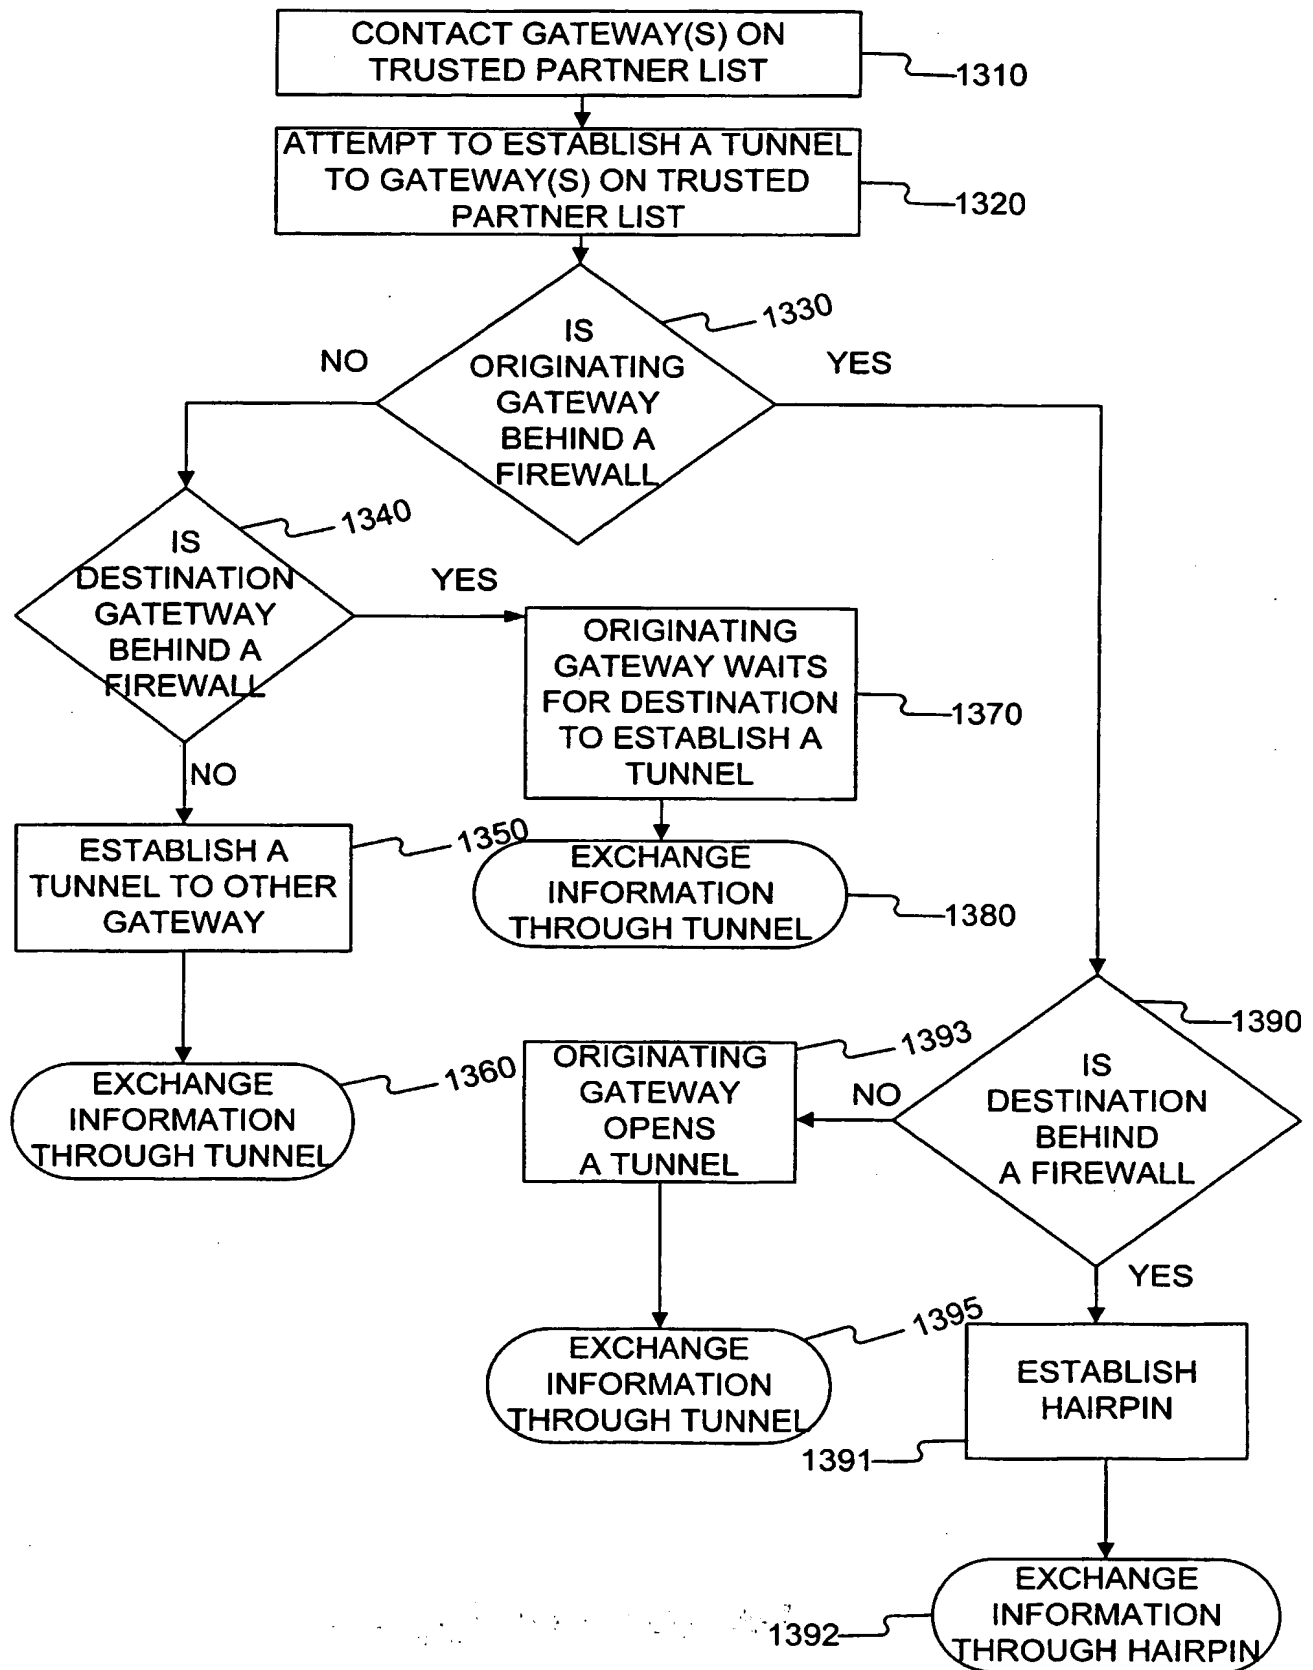 CONTACT GATEWAY(S) ON
TRUSTED PARTNER LIST
1310
ATTEMPT TO ESTABLISH A TUNNEL
TO GATEWAY(S) ON TRUSTED
PARTNER LIST
1320
IS
ORIGINATING
GATEWAY
BEHIND A
FIREWALL
1330
NO
YES
IS
DESTINATION
GATETWAY
BEHIND A
FIREWALL
1340
YES
NO
ORIGINATING
GATEWAY WAITS
FOR DESTINATION
TO ESTABLISH A
TUNNEL
1370
ESTABLISH A
TUNNEL TO OTHER
GATEWAY
1350
EXCHANGE
INFORMATION
THROUGH TUNNEL
1380
EXCHANGE
INFORMATION
THROUGH TUNNEL
1360
IS
DESTINATION
BEHIND
A FIREWALL
1390
NO
YES
ORIGINATING
GATEWAY
OPENS
A TUNNEL
1393
EXCHANGE
INFORMATION
THROUGH TUNNEL
1395
ESTABLISH
HAIRPIN
1391
EXCHANGE
INFORMATION
THROUGH HAIRPIN
1392